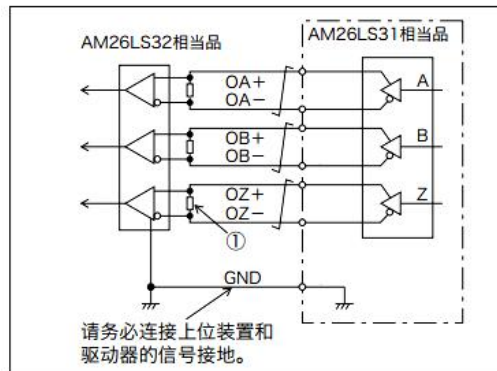 AM26LS32相当品
AM26LS31相当品
OA+
OA−
A
OB+
OB−
B
OZ+
OZ−
Z
①
GND
请务必连接上位装置和
驱动器的信号接地。